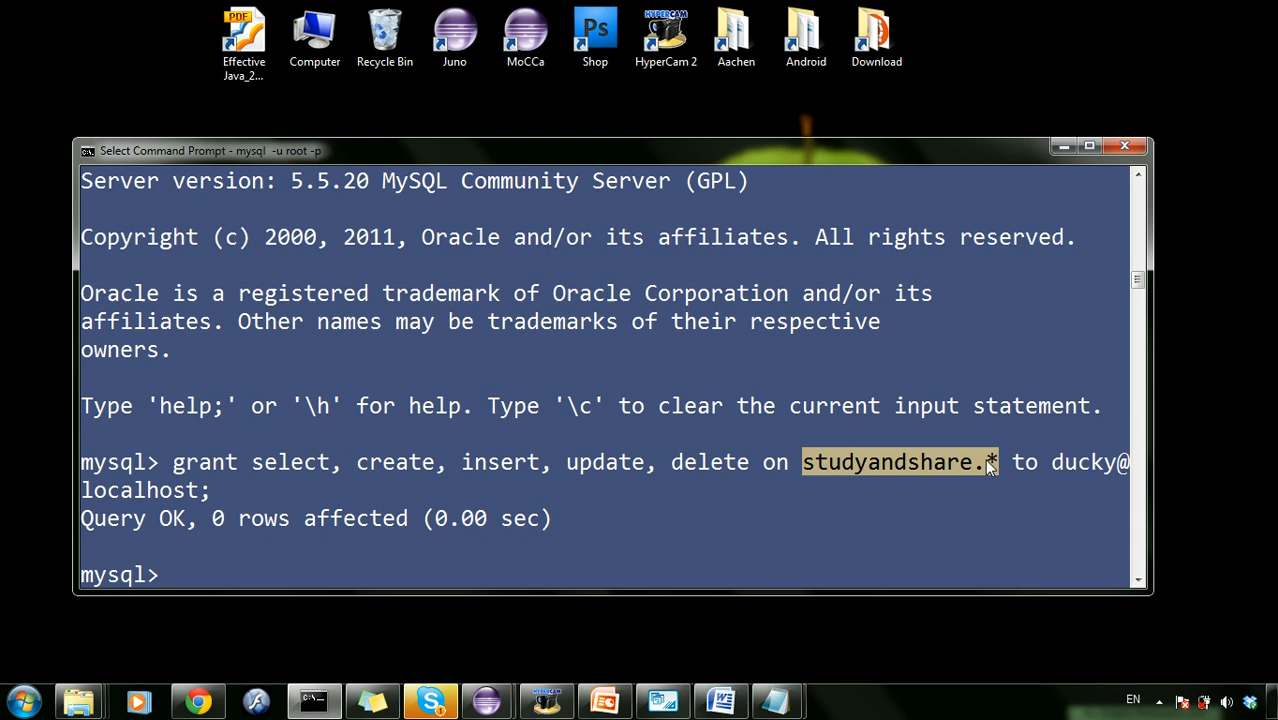 Effective Java_2...
Computer
Recycle Bin
Juno
MoCCa
Ps
Shop
HYPERCAM
HyperCam 2
Aachen
Android
Download
PDF
Select Command Prompt - mysql -u root -p
Server version: 5.5.20 MySQL Community Server (GPL)
Copyright (c) 2000, 2011, Oracle and/or its affiliates. All rights reserved.
Oracle is a registered trademark of Oracle Corporation and/or its
affiliates. Other names may be trademarks of their respective
owners.
Type 'help;' or '\h' for help. Type '\c' to clear the current input statement.
mysql> grant select, create, insert, update, delete on studyandshare.* to ducky@
localhost;
Query OK, 0 rows affected (0.00 sec)
mysql>
EN